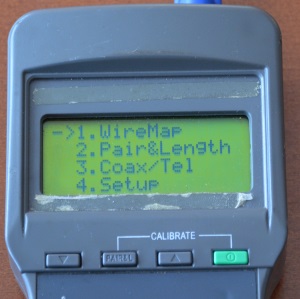 ->1.WireMap
2.Pair&Length
3.Coax/Tel
4.Setup
CALIBRATE